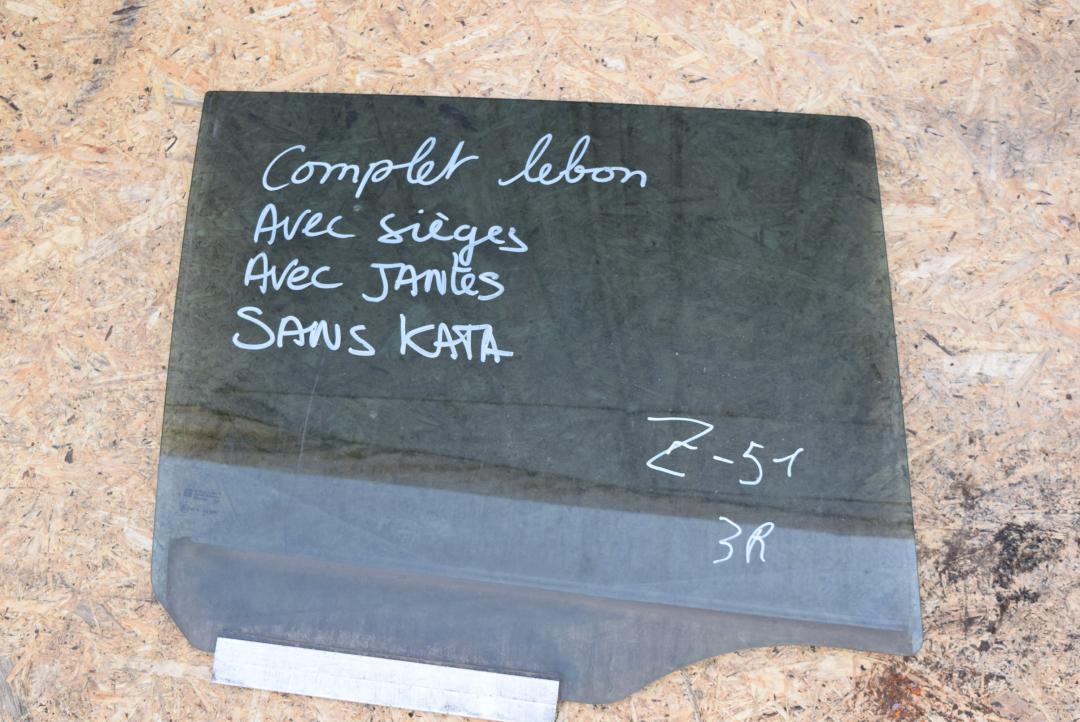 Complet lebon
Avec sièges
Avec JANtes
SANS KATA
Z-51
3R